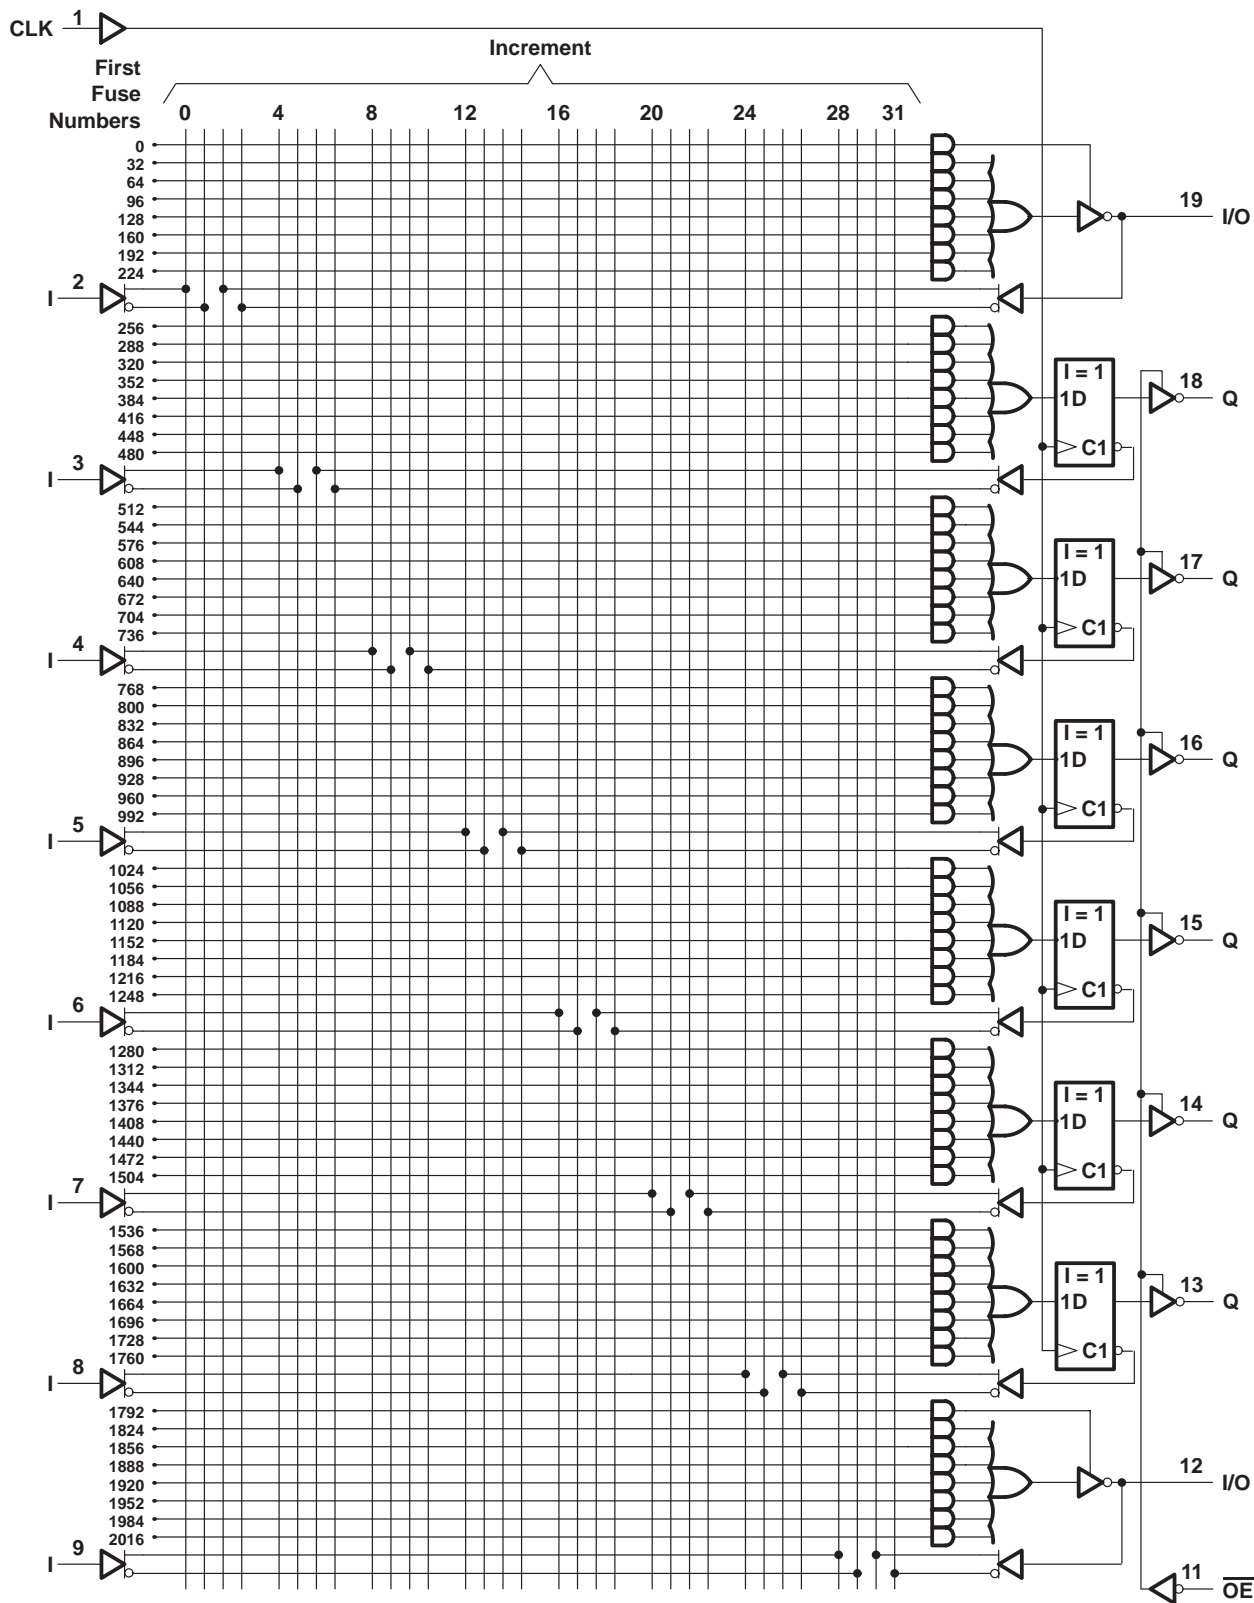 CLK 1
Increment
First
Fuse
Numbers
0 4 8 12 16 20 24 28 31
0
32
64
96
128
160
192
224
19 I/O
I 2
256
288
320
352
384
416
448
480
I = 1
1D
C1
18 Q
I 3
512
544
576
608
640
672
704
736
I = 1
1D
C1
17 Q
I 4
768
800
832
864
896
928
960
992
I = 1
1D
C1
16 Q
I 5
1024
1056
1088
1120
1152
1184
1216
1248
I = 1
1D
C1
15 Q
I 6
1280
1312
1344
1376
1408
1440
1472
1504
I = 1
1D
C1
14 Q
I 7
1536
1568
1600
1632
1664
1696
1728
1760
I = 1
1D
C1
13 Q
I 8
1792
1824
1856
1888
1920
1952
1984
2016
12 I/O
I 9
11 O̅E̅